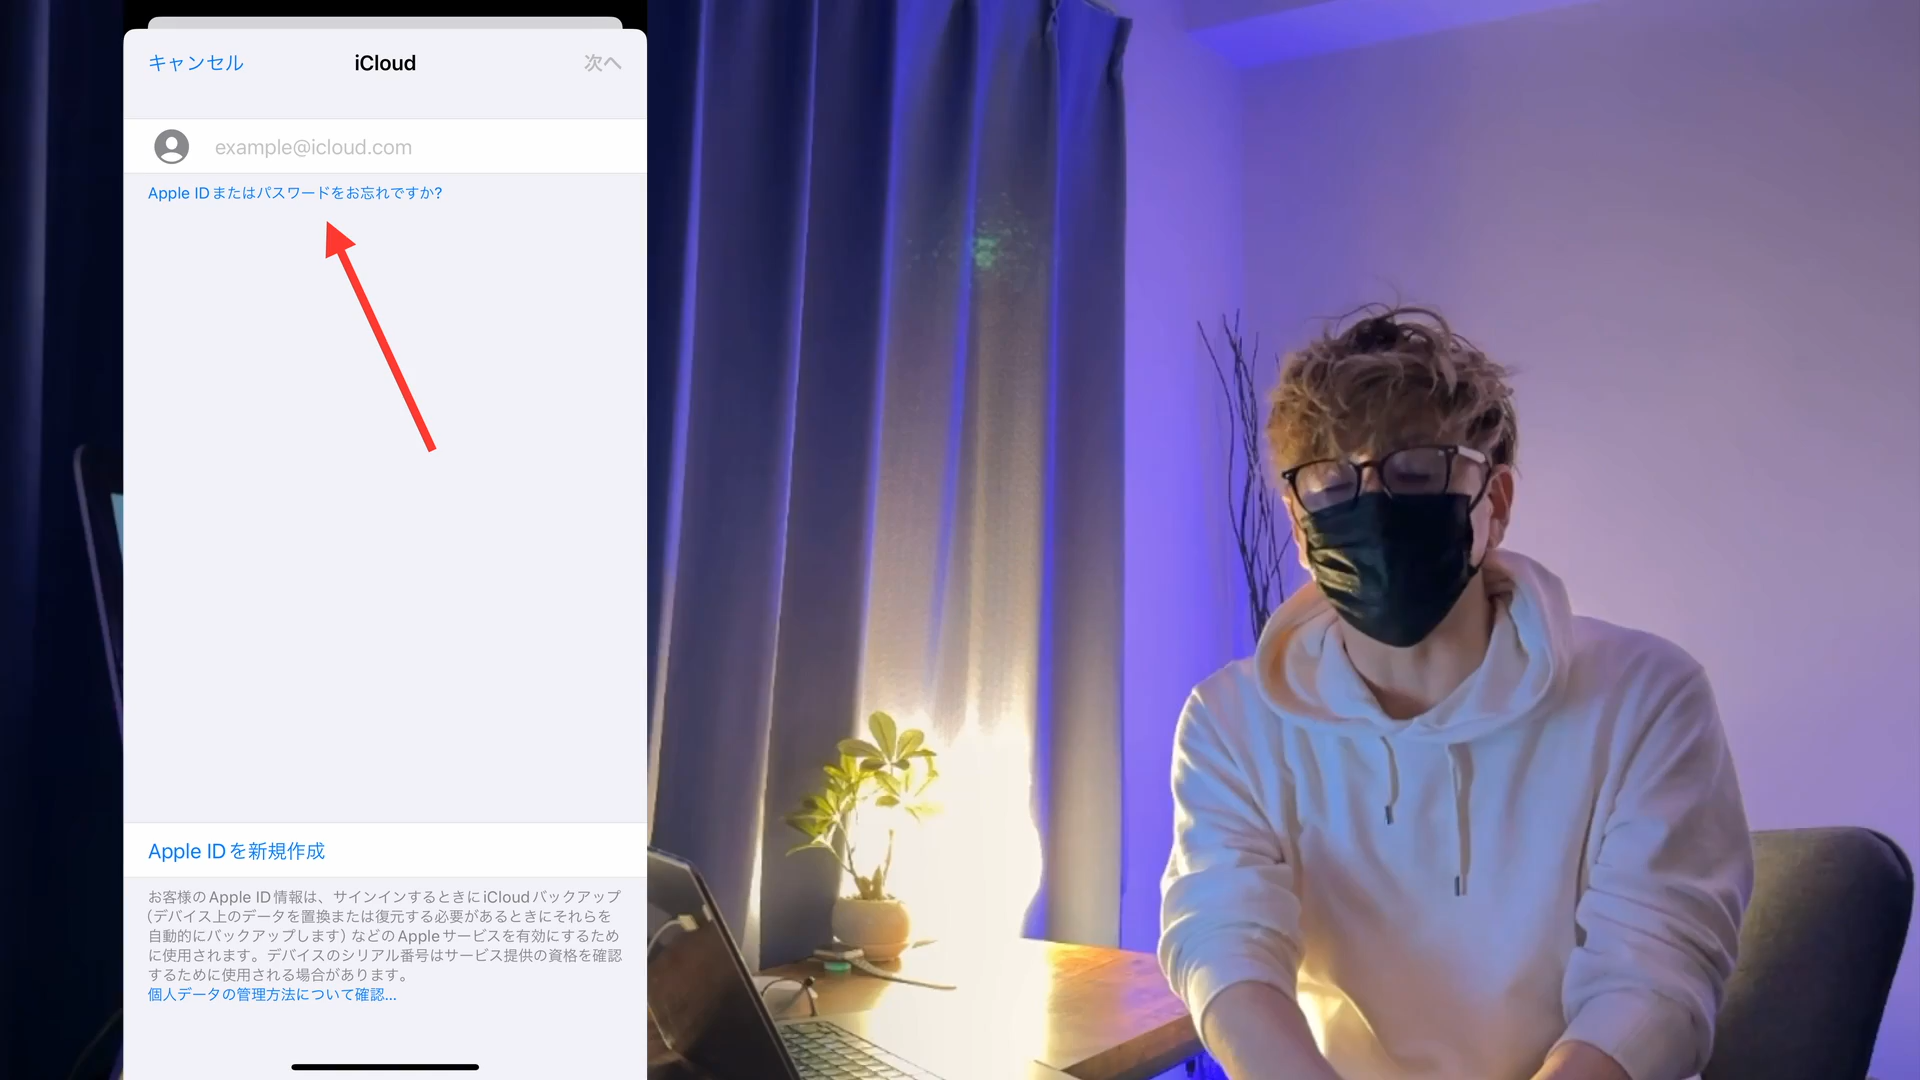 キャンセル iCloud 次へ
example@icloud.com
Apple IDまたはパスワードをお忘れですか?
Apple IDを新規作成
お客様のApple ID情報は、サインインするときにiCloudバックアップ
(デバイス上のデータを置換または復元する必要があるときにそれらを
自動的にバックアップします) などのAppleサービスを有効にするため
に使用されます。デバイスのシリアル番号はサービス提供の資格を確認
するために使用される場合があります。
個人データの管理方法について確認...